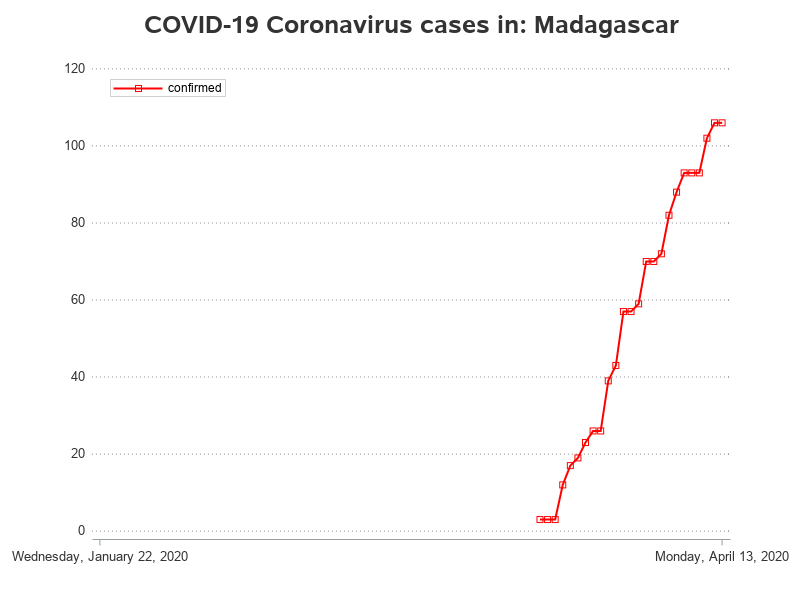 COVID-19 Coronavirus cases in: Madagascar
120
confirmed
100
80
60
40
20
0
Wednesday, January 22, 2020
Monday, April 13, 2020